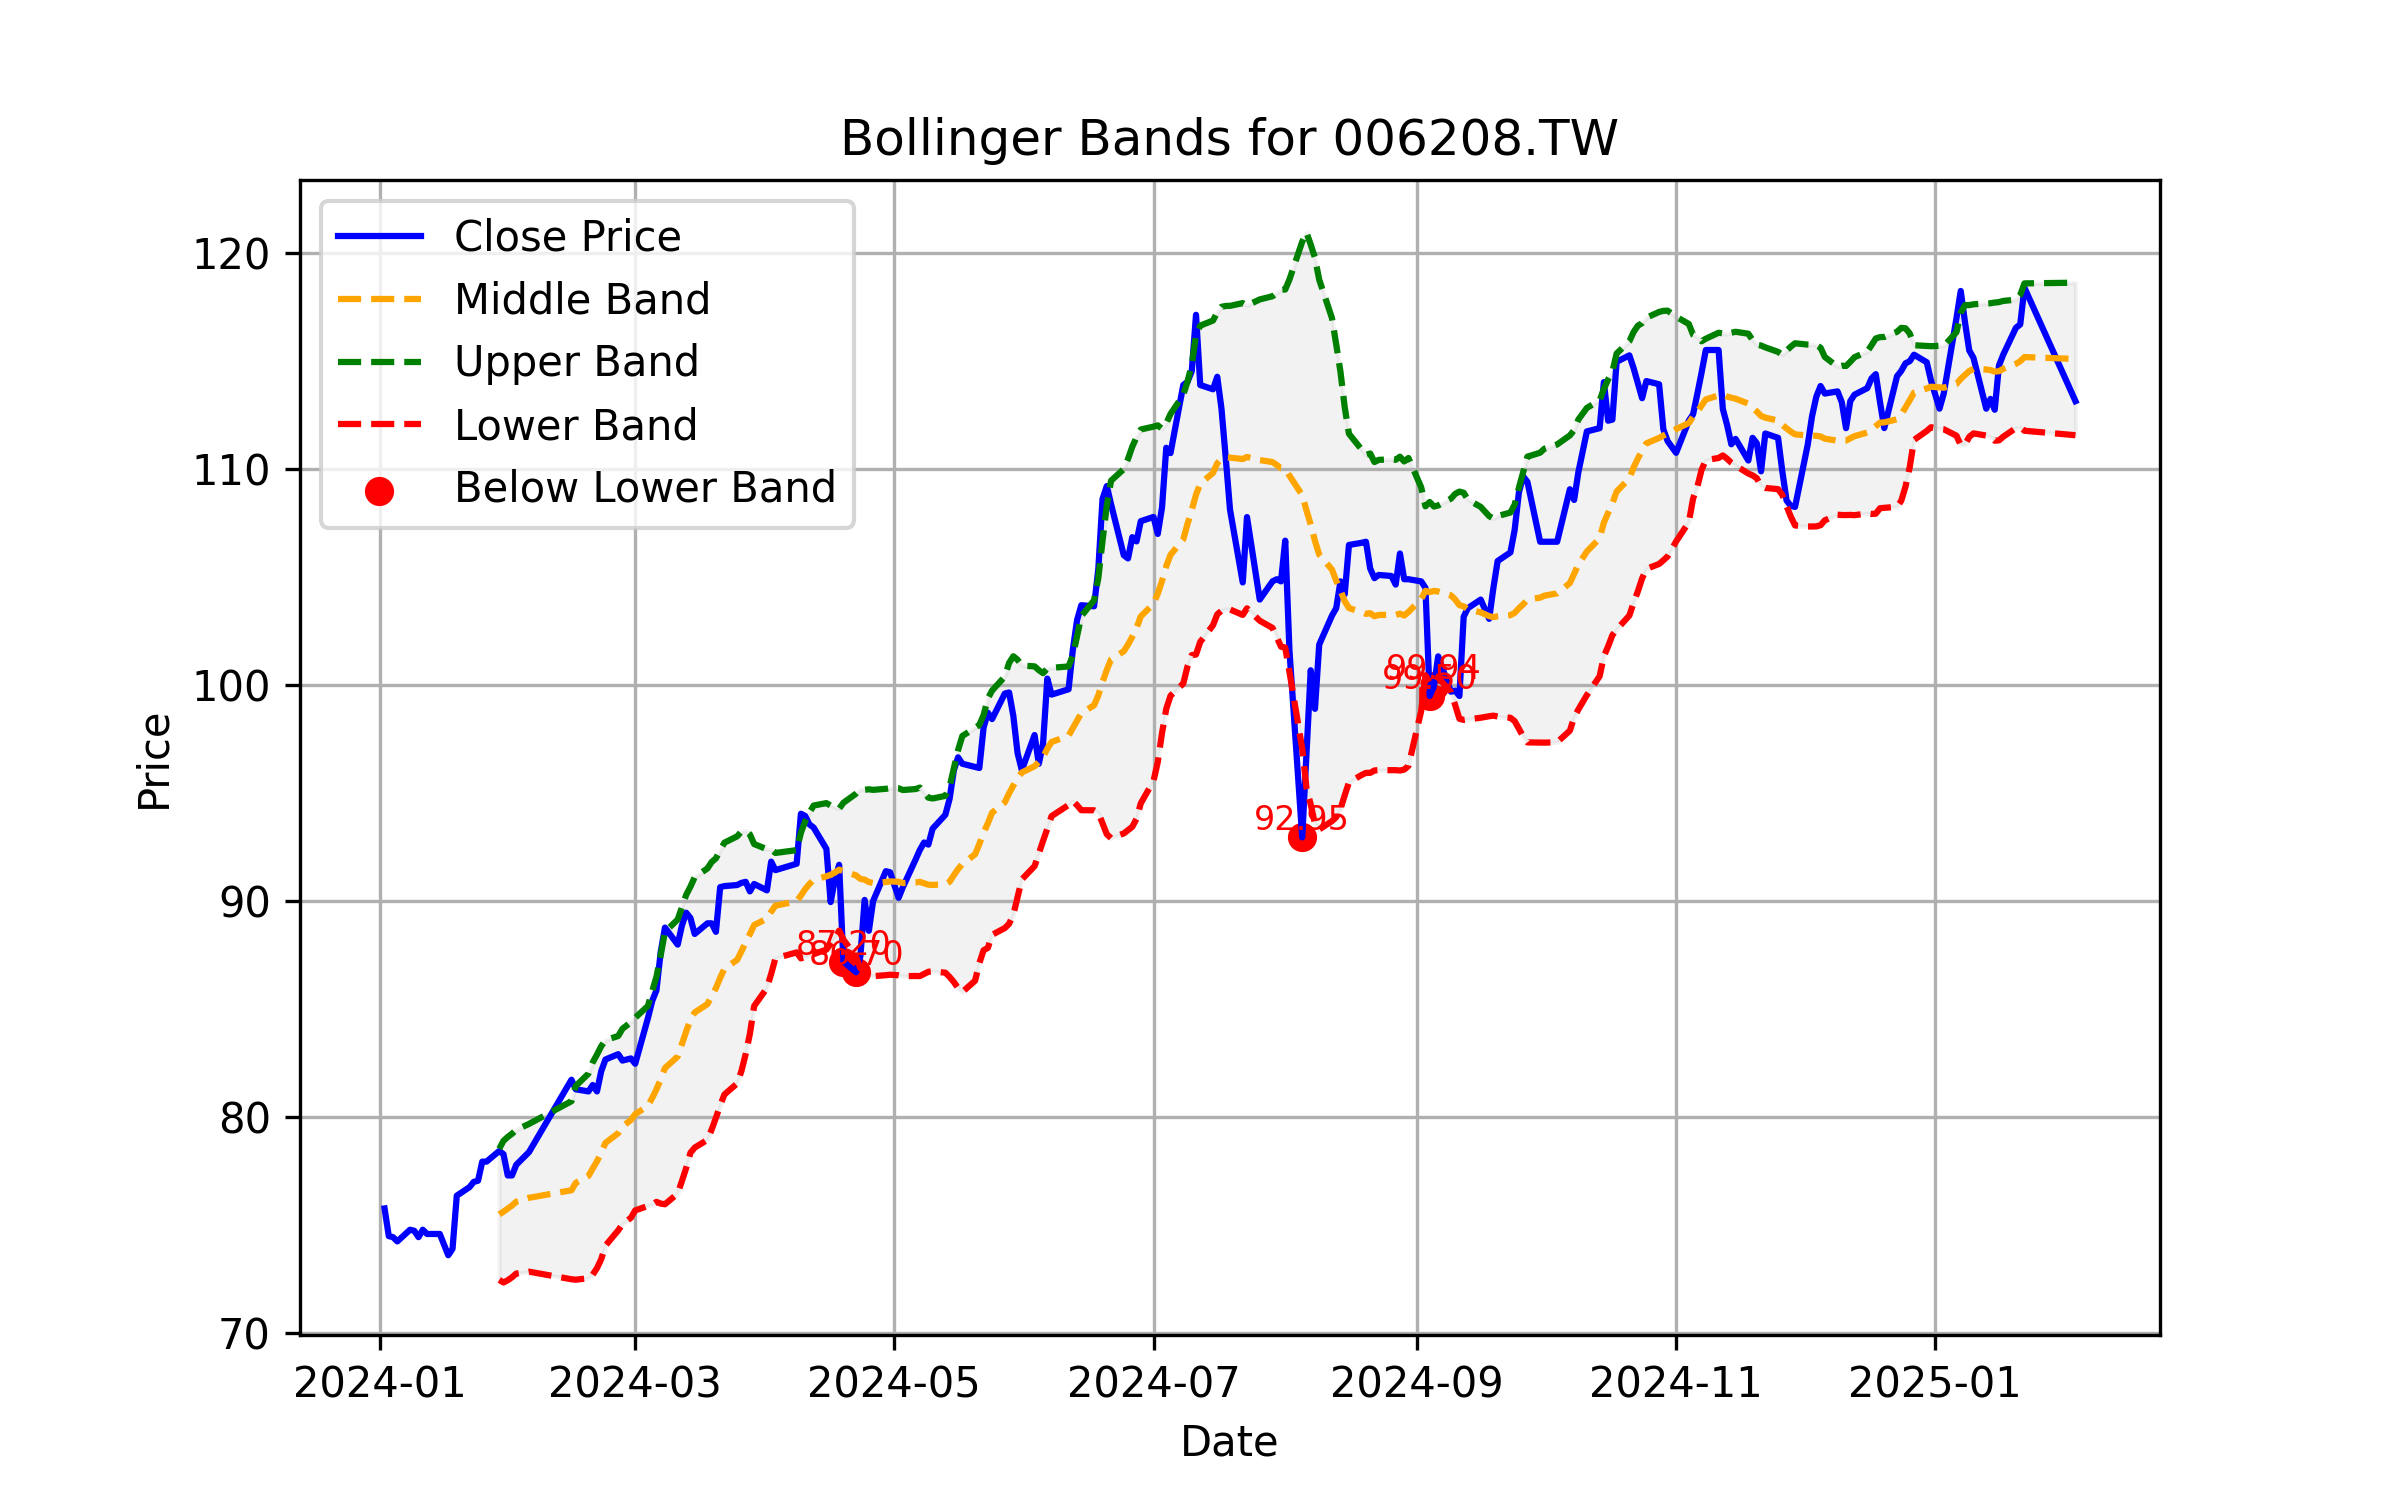 Bollinger Bands for 006208.TW
Close Price
Middle Band
Upper Band
Lower Band
Below Lower Band
Price
120
110
100
90
80
70
87.20
92.95
2024-01 2024-03 2024-05 2024-07 2024-09 2024-11 2025-01
Date